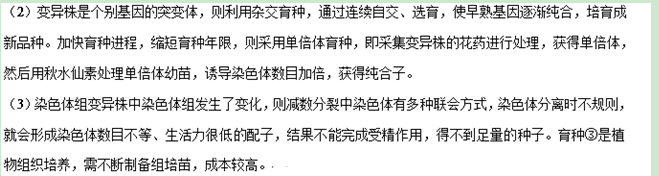 （2）变异株是个别基因的突变体，则利用杂交育种，通过连续自交、选育，使早熟基因逐渐纯合，培育成
新品种。加快育种进程，缩短育种年限，则采用单倍体育种，即采集变异株的花药进行处理，获得单倍体，
然后用秋水仙素处理单倍体幼苗，诱导染色体数目加倍，获得纯合子。
（3）染色体组变异株中染色体组发生了变化，则减数分裂中染色体有多种联会方式，染色体分离时不规则，
就会形成染色体数目不等、生活力很低的配子，结果不能完成受精作用，得不到足量的种子。育种③是植
物组织培养，需不断制备组培苗，成本较高。